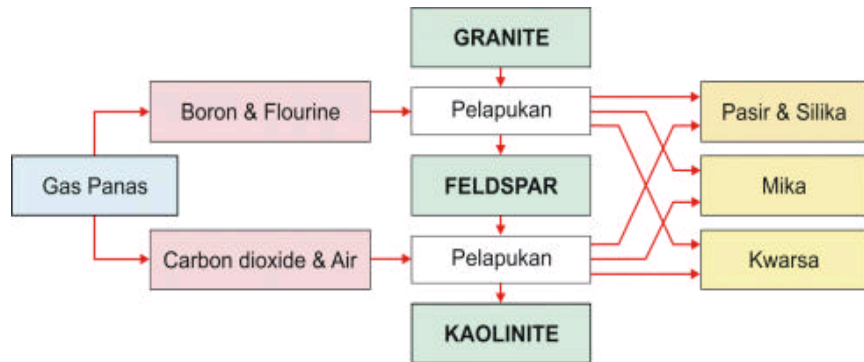 GRANITE
Boron & Flourine
Pelapukan
Pasir & Silika
Gas Panas
FELDSPAR
Mika
Carbon dioxide & Air
Pelapukan
Kwarsa
KAOLINITE